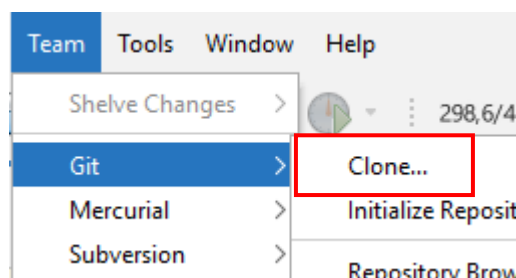 Team Tools Window Help
Shelve Changes
298,6/4
Git
Clone...
Mercurial
Initialize Reposit
Subversion
Repository Brow